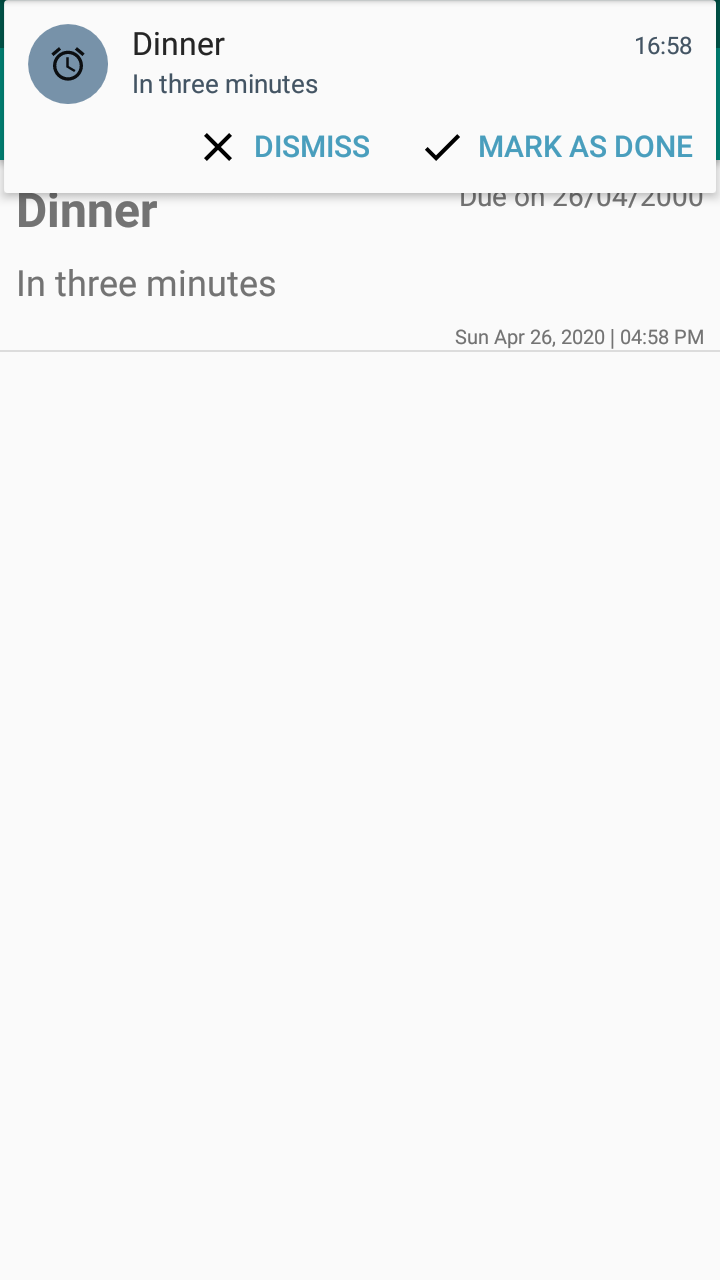 Dinner 16:58
In three minutes
DISMISS MARK AS DONE
Dinner Due on 26/04/2000
In three minutes
Sun Apr 26, 2020 | 04:58 PM